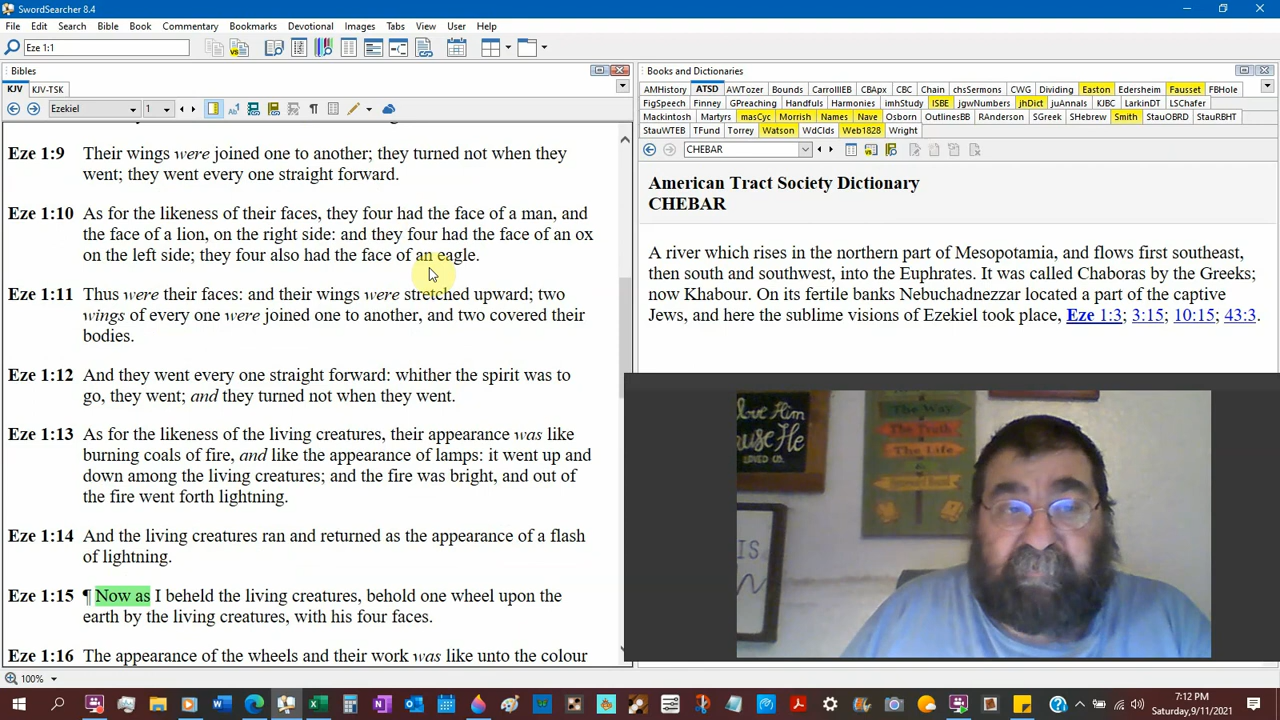 SwordSearcher 8.4
File Edit Search Bible Book Commentary Bookmarks Devotional Images Tabs View User Help
Eze 1:1
Bibles
KJV KJV-TSK
Ezekiel 1
Eze 1:9 Their wings were joined one to another; they turned not when they
went; they went every one straight forward.
Eze 1:10 As for the likeness of their faces, they four had the face of a man, and
the face of a lion, on the right side: and they four had the face of an ox
on the left side; they four also had the face of an eagle.
Eze 1:11 Thus were their faces: and their wings were stretched upward; two
wings of every one were joined one to another, and two covered their
bodies.
Eze 1:12 And they went every one straight forward: whither the spirit was to
go, they went; and they turned not when they went.
Eze 1:13 As for the likeness of the living creatures, their appearance was like
burning coals of fire, and like the appearance of lamps: it went up and
down among the living creatures; and the fire was bright, and out of
the fire went forth lightning.
Eze 1:14 And the living creatures ran and returned as the appearance of a flash
of lightning.
Eze 1:15 ¶ Now as I beheld the living creatures, behold one wheel upon the
earth by the living creatures, with his four faces.
Eze 1:16 The appearance of the wheels and their work was like unto the colour
100%
Books and Dictionaries
AMHistory ATSD AWTozer Bounds CarrollIEB CBApx CBC Chain chsSermons CWG Dividing Easton Edersheim Fausset FBHole
FigSpeech Finney GPreaching Handfuls Harmonies imhStudy ISBE jgwNumbers jhDict juAnnals KJBC LarkinDT LSChafer
Mackintosh Martyrs masCyc Morrish Names Nave Osborn OutlinesBB RAnderson SGreek SHebrew Smith StauOBRD StauRBHT
StauWTEB TFund Torrey Watson WdClds Web1828 Wright
CHEBAR
American Tract Society Dictionary
CHEBAR
A river which rises in the northern part of Mesopotamia, and flows first southeast,
then south and southwest, into the Euphrates. It was called Chaboras by the Greeks;
now Khabour. On its fertile banks Nebuchadnezzar located a part of the captive
Jews, and here the sublime visions of Ezekiel took place, Eze 1:3; 3:15; 10:15; 43:3.
love Him
cause He
LOVED
The Way
The Truth
The Life
IS
7:12 PM
Saturday, 9/11/2021